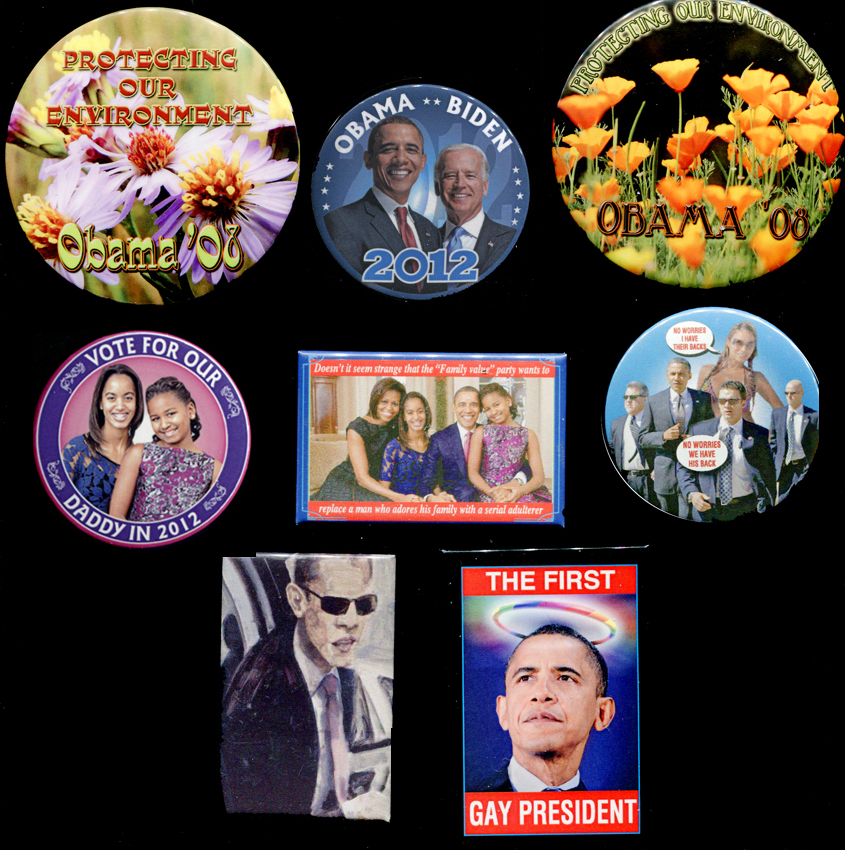 PROTECTING
OUR
ENVIRONMENT
Obama '08
OBAMA ★★ BIDEN
2012
PROTECTING OUR ENVIRONMENT
OBAMA '08
VOTE FOR OUR
DADDY IN 2012
Doesn't it seem strange that the "Family value" party wants to
replace a man who adores his family with a serial adulterer
NO WORRIES
I HAVE
THEIR BACKS
NO WORRIES
WE HAVE
HIS BACK
THE FIRST
GAY PRESIDENT